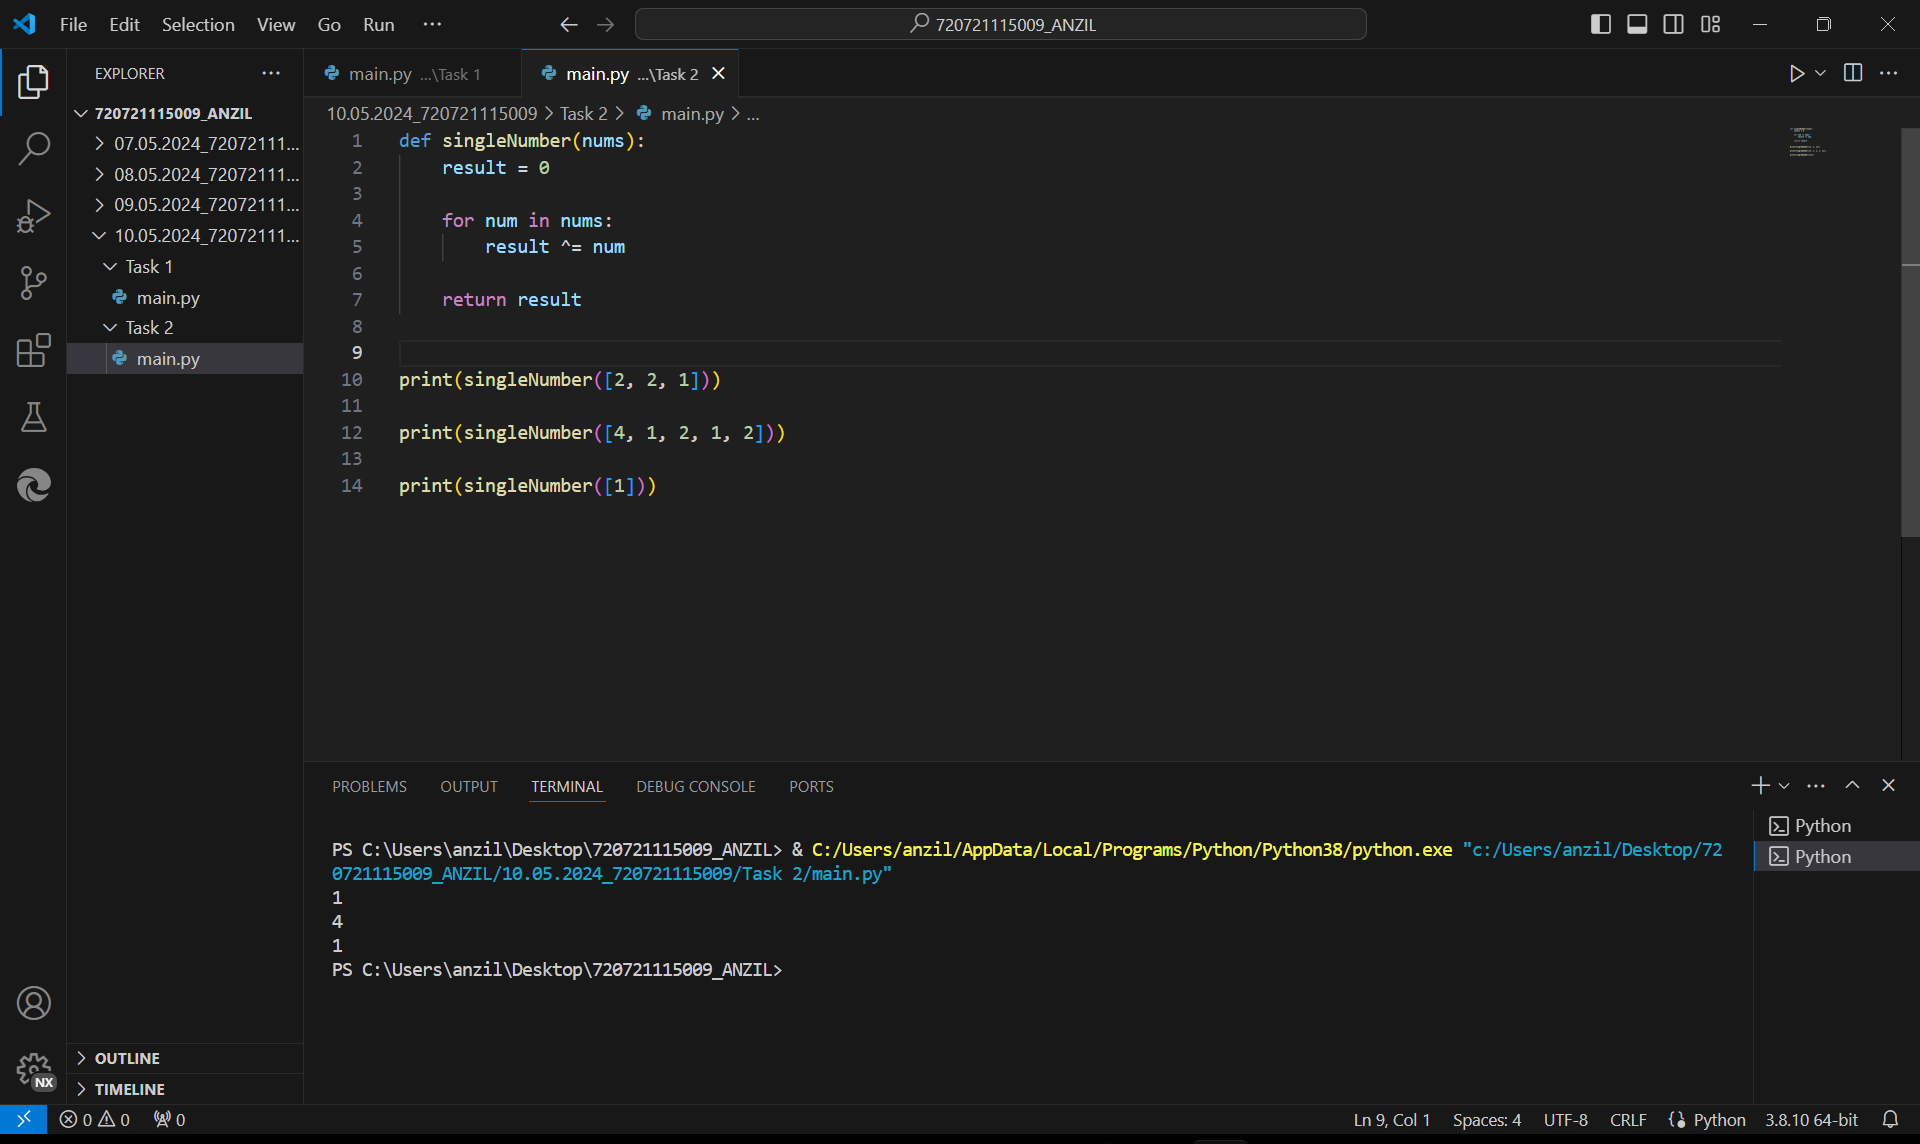 File Edit Selection View Go Run ... 720721115009_ANZIL
EXPLORER ...
main.py ...\Task 1 main.py ...\Task 2
720721115009_ANZIL
07.05.2024_72072111...
08.05.2024_72072111...
09.05.2024_72072111...
10.05.2024_72072111...
Task 1
main.py
Task 2
main.py
10.05.2024_720721115009 > Task 2 > main.py > ...
1 def singleNumber(nums):
2 result = 0
3
4 for num in nums:
5 result ^= num
6
7 return result
8
9
10 print(singleNumber([2, 2, 1]))
11
12 print(singleNumber([4, 1, 2, 1, 2]))
13
14 print(singleNumber([1]))
PROBLEMS OUTPUT TERMINAL DEBUG CONSOLE PORTS
PS C:\Users\anzil\Desktop\720721115009_ANZIL> & C:/Users/anzil/AppData/Local/Programs/Python/Python38/python.exe "c:/Users/anzil/Desktop/72
0721115009_ANZIL/10.05.2024_720721115009/Task 2/main.py"
1
4
1
PS C:\Users\anzil\Desktop\720721115009_ANZIL>
Python
Python
OUTLINE
TIMELINE
NX
0 0 0 Ln 9, Col 1 Spaces: 4 UTF-8 CRLF Python 3.8.10 64-bit